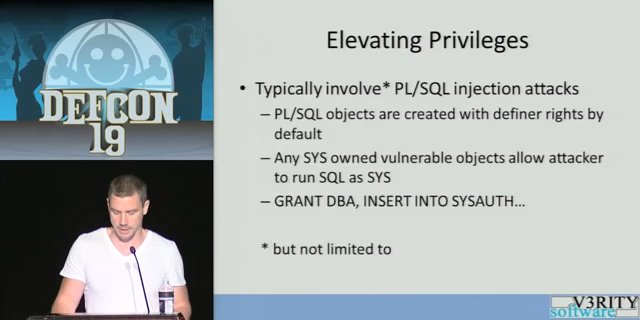 DEFCON
19
Elevating Privileges
• Typically involve* PL/SQL injection attacks
– PL/SQL objects are created with definer rights by
default
– Any SYS owned vulnerable objects allow attacker
to run SQL as SYS
– GRANT DBA, INSERT INTO SYSAUTH…
* but not limited to
V3RITY
software